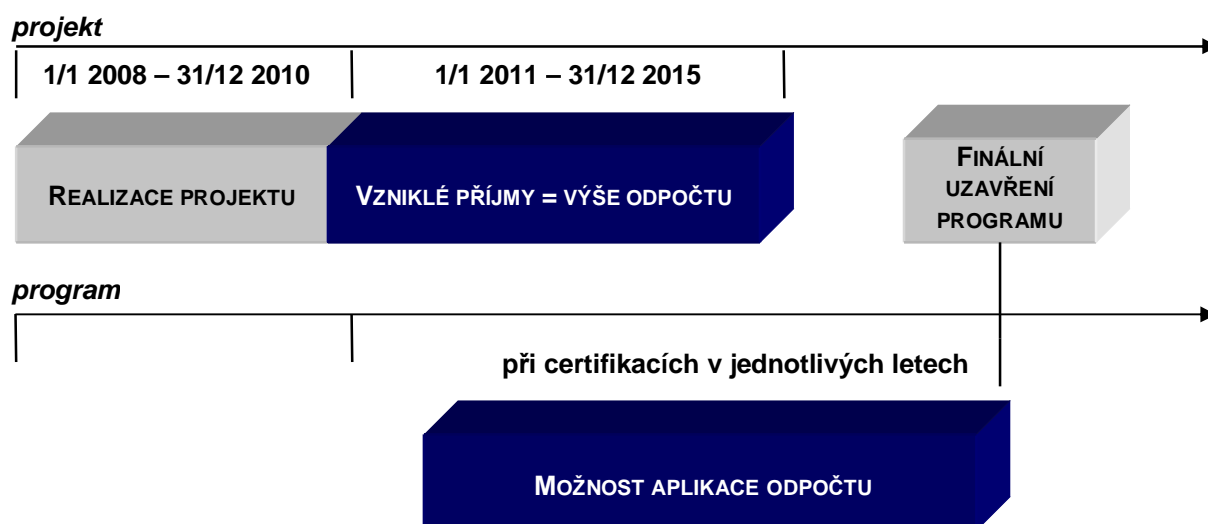 projekt
1/1 2008 – 31/12 2010
1/1 2011 – 31/12 2015
REALIZACE PROJEKTU
VZNIKLÉ PŘÍJMY = VÝŠE ODPOČTU
FINÁLNÍ
UZAVŘENÍ
PROGRAMU
program
při certifikacích v jednotlivých letech
MOŽNOST APLIKACE ODPOČTU